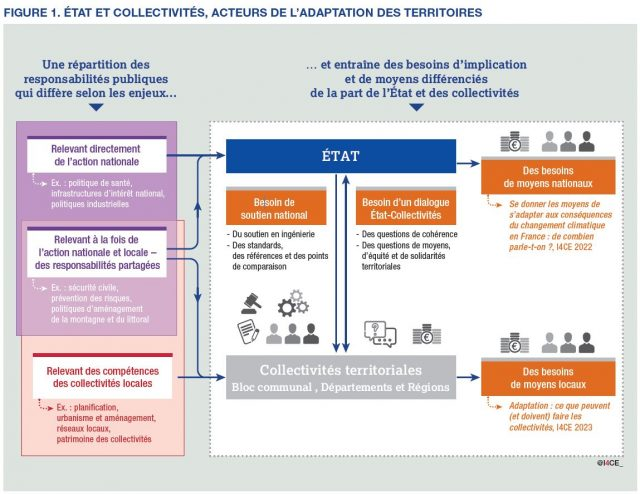 FIGURE 1. ÉTAT ET COLLECTIVITÉS, ACTEURS DE L'ADAPTATION DES TERRITOIRES
Une répartition des
responsabilités publiques
qui diffère selon les enjeux…
… et entraîne des besoins d'implication
et de moyens différenciés
de la part de l'État et des collectivités
Relevant directement
de l'action nationale
Ex. : politique de santé,
infrastructures d'intérêt national,
politiques industrielles
Relevant à la fois de
l'action nationale et locale –
des responsabilités partagées
Ex. : sécurité civile,
prévention des risques,
politiques d'aménagement
de la montagne et du littoral
Relevant des compétences
des collectivités locales
Ex. : planification,
urbanisme et aménagement,
réseaux locaux,
patrimoine des collectivités
ÉTAT
Besoin de
soutien national
- Du soutien en ingénierie
- Des standards,
des références et des points
de comparaison
Besoin d'un dialogue
État-Collectivités
- Des questions de cohérence
- Des questions de moyens,
d'équité et de solidarités
territoriales
Collectivités territoriales
Bloc communal , Départements et Régions
Des besoins
de moyens nationaux
Se donner les moyens de
s'adapter aux conséquences
du changement climatique
en France : de combien
parle-t-on ?, I4CE 2022
Des besoins
de moyens locaux
Adaptation : ce que peuvent
(et doivent) faire les
collectivités, I4CE 2023
@I4CE_